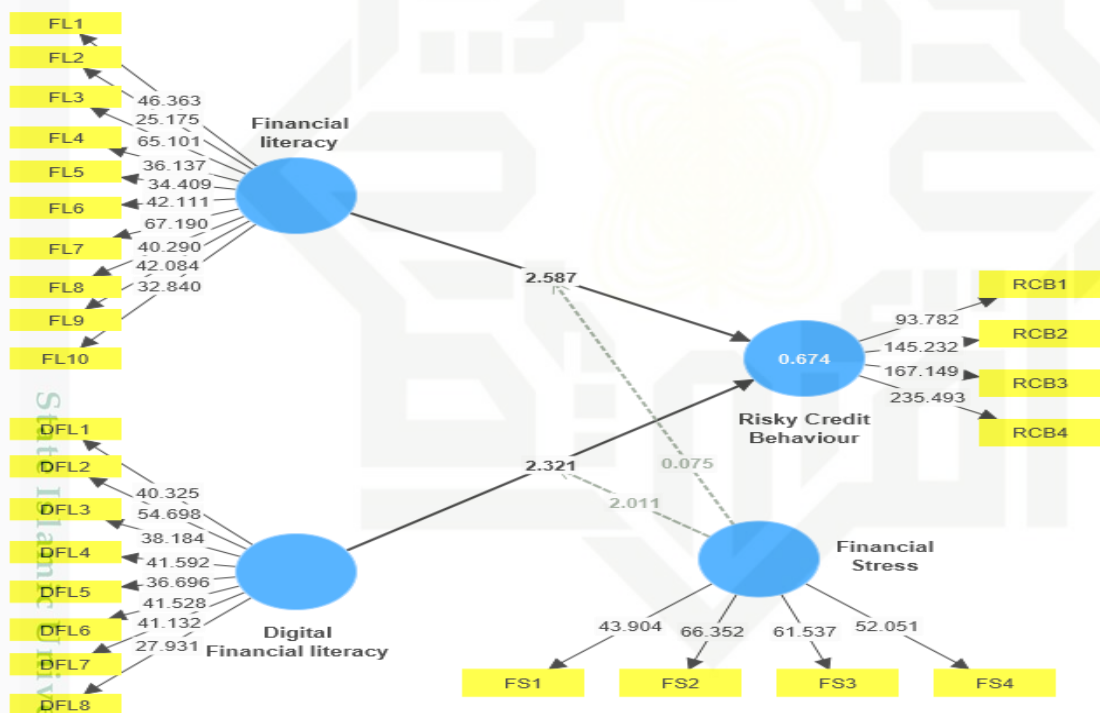 FL1
FL2
FL3
FL4
FL5
FL6
FL7
FL8
FL9
FL10
46.363
25.175
65.101
36.137
34.409
42.111
67.190
40.290
42.084
32.840
Financial
literacy
2.587
0.674
Risky Credit
Behaviour
93.782
145.232
167.149
235.493
RCB1
RCB2
RCB3
RCB4
DFL1
DFL2
DFL3
DFL4
DFL5
DFL6
DFL7
DFL8
40.325
54.698
38.184
41.592
36.696
41.528
41.132
27.931
Digital
Financial literacy
2.321
0.075
2.011
Financial
Stress
43.904
66.352
61.537
52.051
FS1
FS2
FS3
FS4
State Islamic